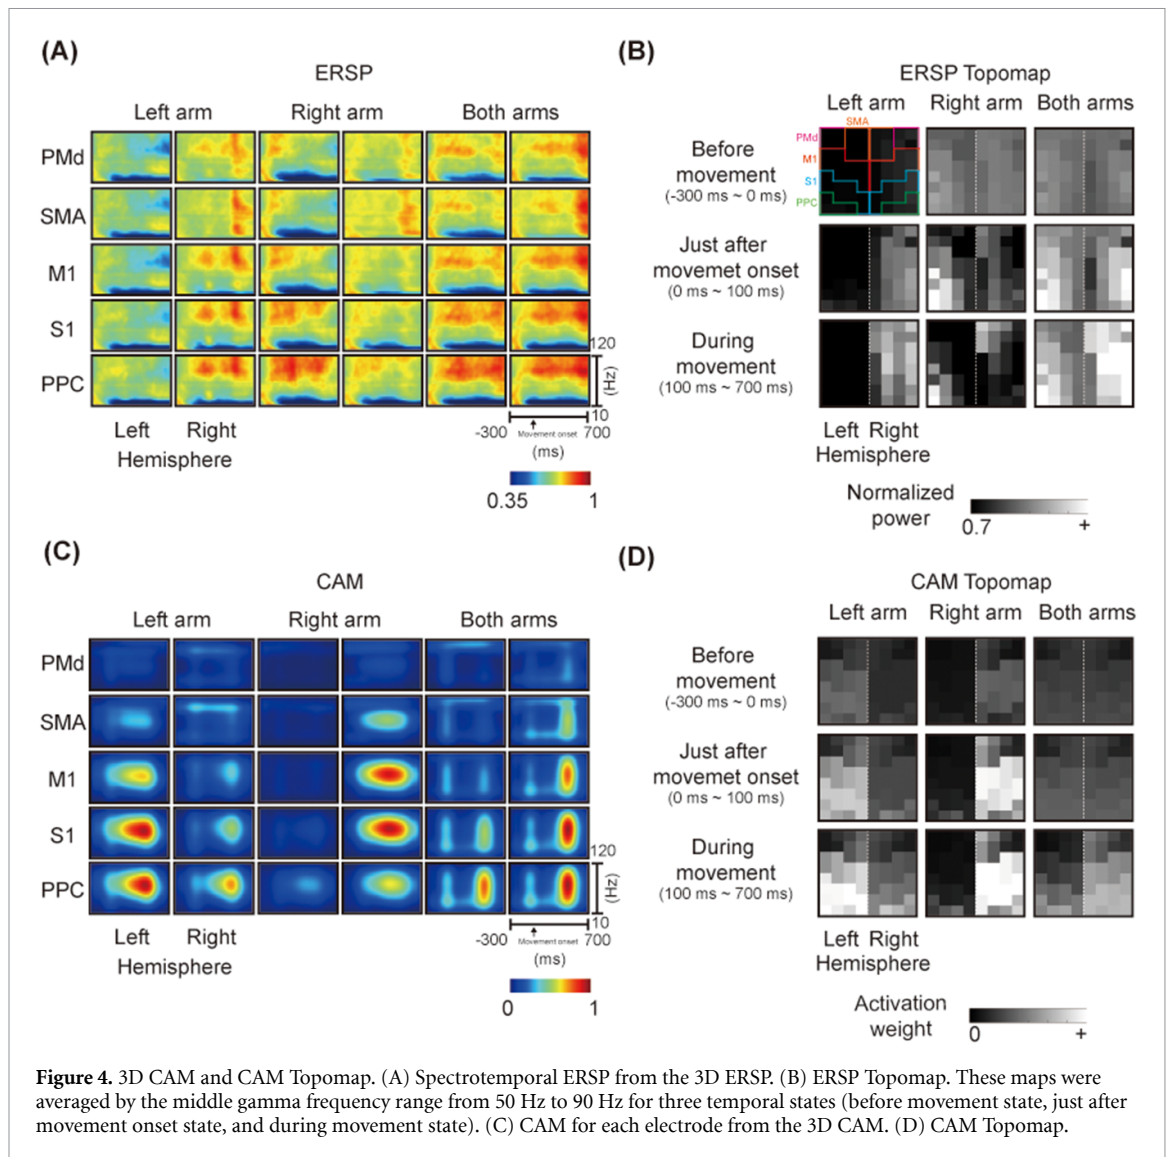 (A)
ERSP
Left arm Right arm Both arms
PMd
SMA
M1
S1
PPC
120
(Hz)
10
-300 Movement onset 700
(ms)
Left Right
Hemisphere
0.35 1
(B)
ERSP Topomap
Left arm Right arm Both arms
SMA
PMd
M1
S1
PPC
Before
movement
(-300 ms ~ 0 ms)
Just after
movemet onset
(0 ms ~ 100 ms)
During
movement
(100 ms ~ 700 ms)
Left Right
Hemisphere
Normalized
power
0.7 +
(C)
CAM
Left arm Right arm Both arms
PMd
SMA
M1
S1
PPC
120
(Hz)
10
-300 Movement onset 700
(ms)
Left Right
Hemisphere
0 1
(D)
CAM Topomap
Left arm Right arm Both arms
Before
movement
(-300 ms ~ 0 ms)
Just after
movemet onset
(0 ms ~ 100 ms)
During
movement
(100 ms ~ 700 ms)
Left Right
Hemisphere
Activation
weight
0 +
Figure 4. 3D CAM and CAM Topomap. (A) Spectrotemporal ERSP from the 3D ERSP. (B) ERSP Topomap. These maps were
averaged by the middle gamma frequency range from 50 Hz to 90 Hz for three temporal states (before movement state, just after
movement onset state, and during movement state). (C) CAM for each electrode from the 3D CAM. (D) CAM Topomap.